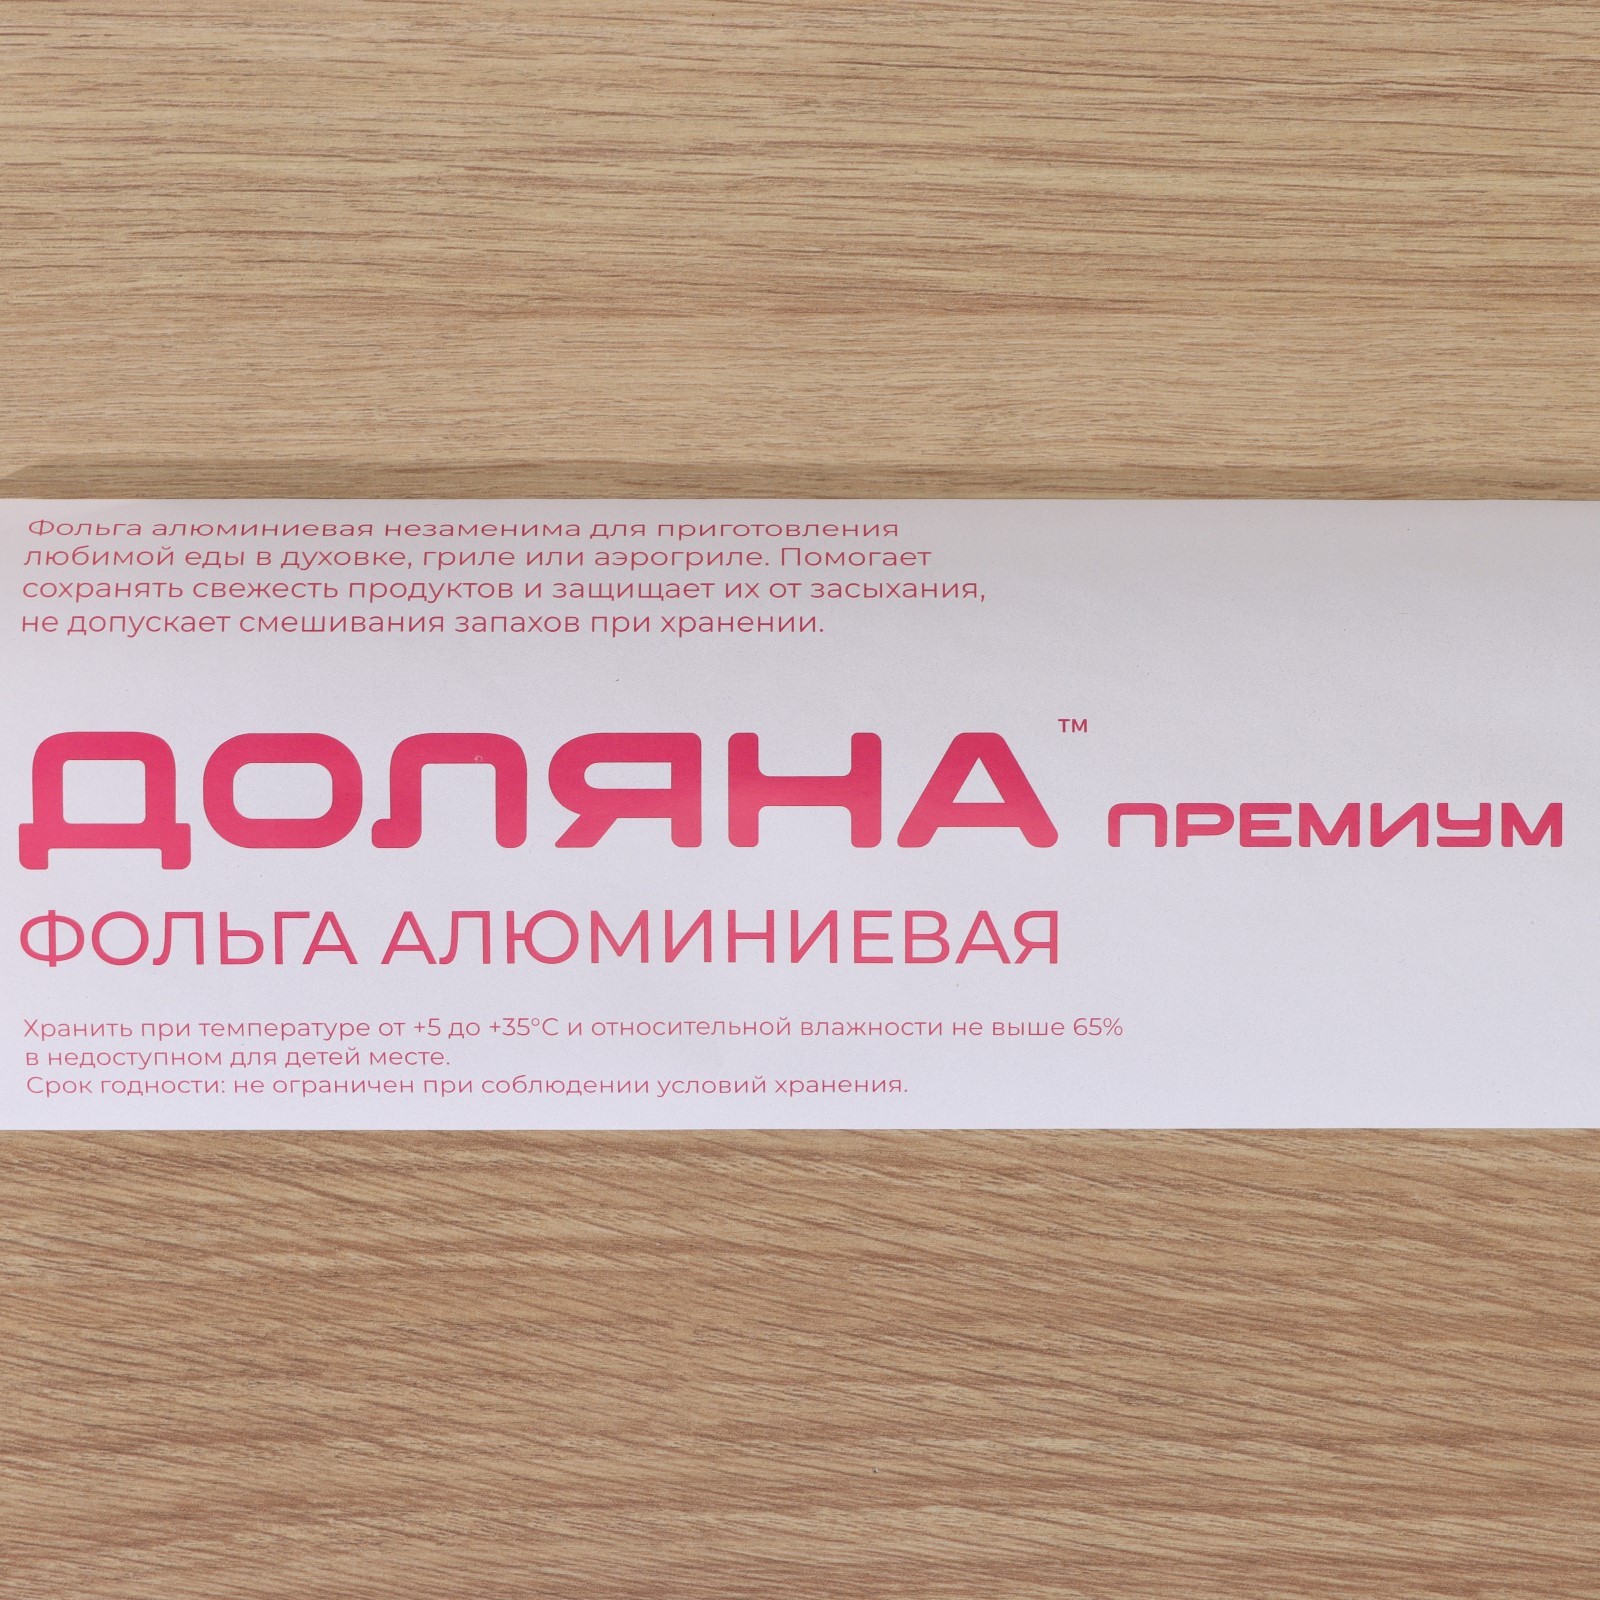 Фольга алюминиевая незаменима для приготовления
любимой еды в духовке, гриле или аэрогриле. Помогает
сохранять свежесть продуктов и защищает их от засыхания,
не допускает смешивания запахов при хранении.
ДОЛЯНА™ ПРЕМИУМ
ФОЛЬГА АЛЮМИНИЕВАЯ
Хранить при температуре от +5 до +35°С и относительной влажности не выше 65%
в недоступном для детей месте.
Срок годности: не ограничен при соблюдении условий хранения.